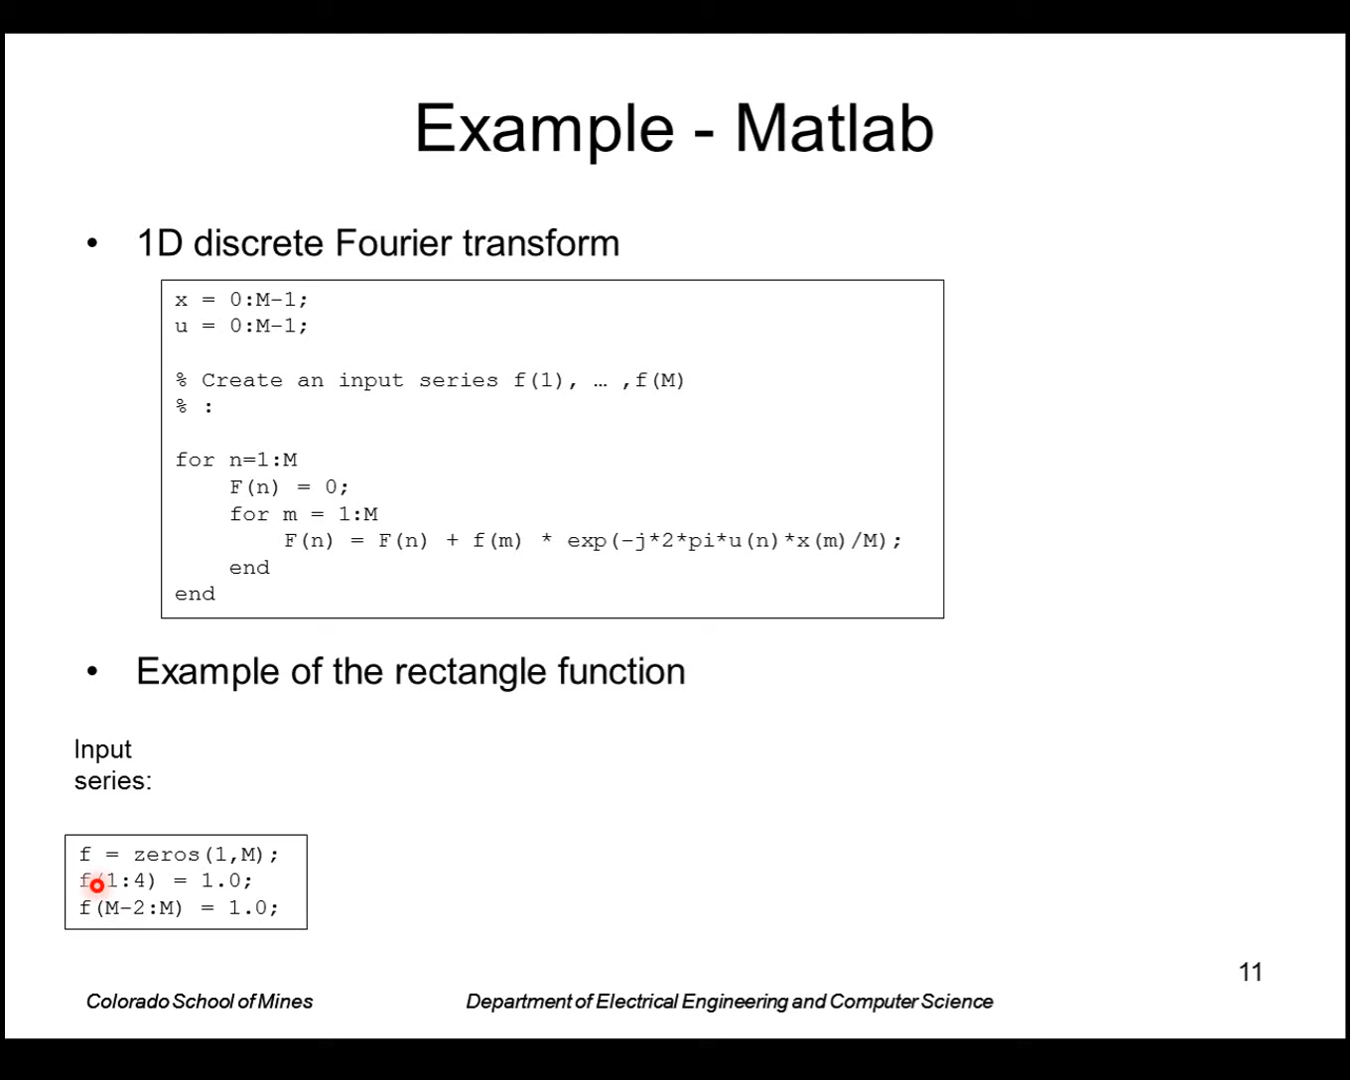 Example - Matlab
• 1D discrete Fourier transform
x = 0:M-1;
u = 0:M-1;
% Create an input series f(1), … ,f(M)
% :
for n=1:M
F(n) = 0;
for m = 1:M
F(n) = F(n) + f(m) * exp(-j*2*pi*u(n)*x(m)/M);
end
end
• Example of the rectangle function
Input
series:
f = zeros(1,M);
f(1:4) = 1.0;
f(M-2:M) = 1.0;
11
Colorado School of Mines
Department of Electrical Engineering and Computer Science